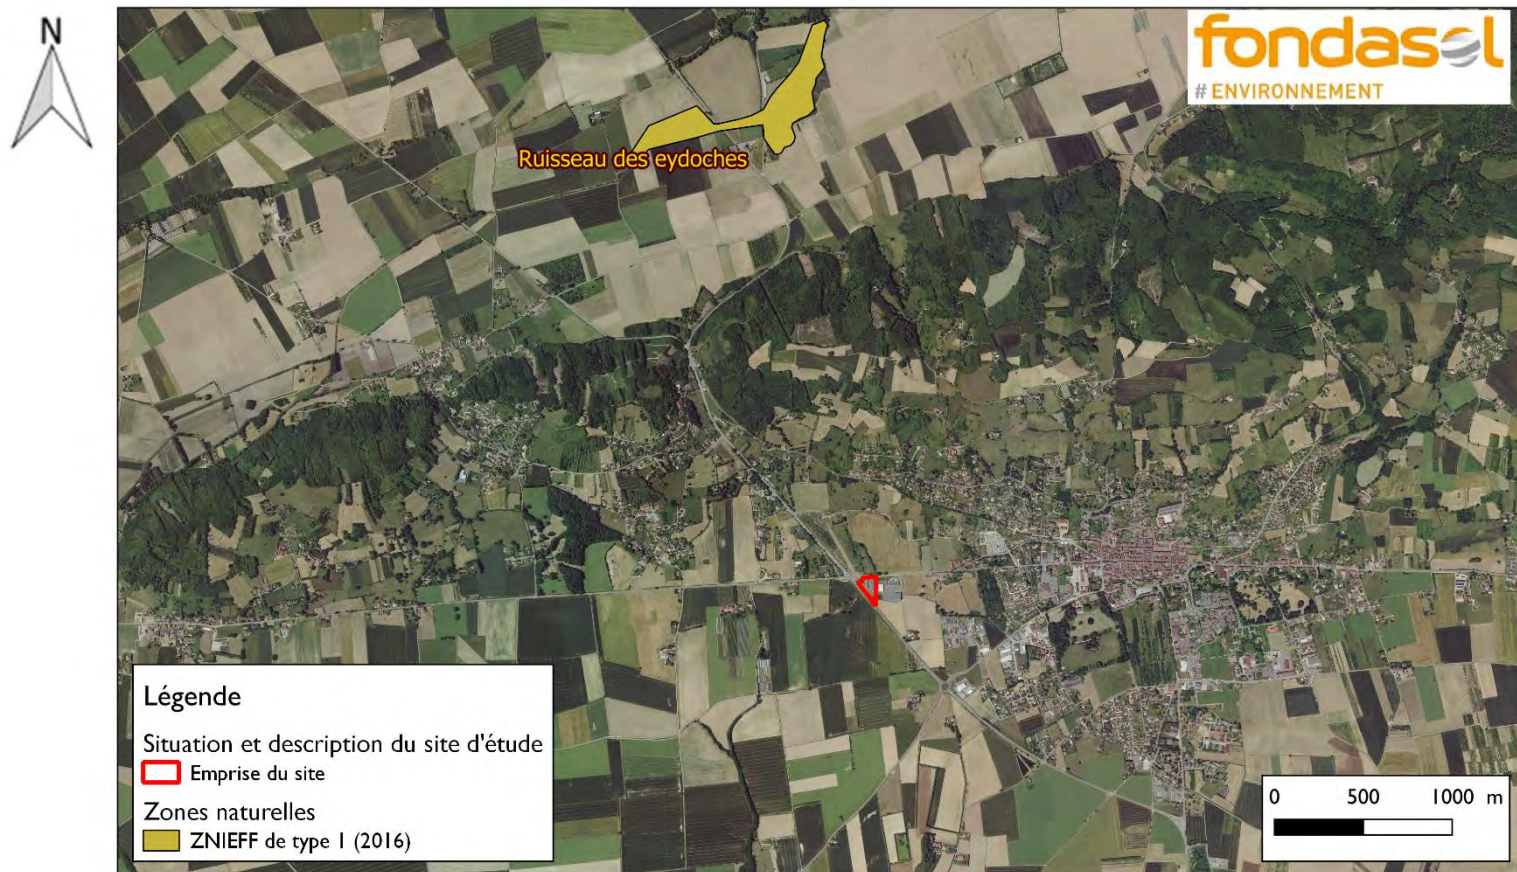 N
fondasol
# ENVIRONNEMENT
Ruisseau des eydoches
Légende
Situation et description du site d'étude
Emprise du site
Zones naturelles
ZNIEFF de type 1 (2016)
0 500 1000 m